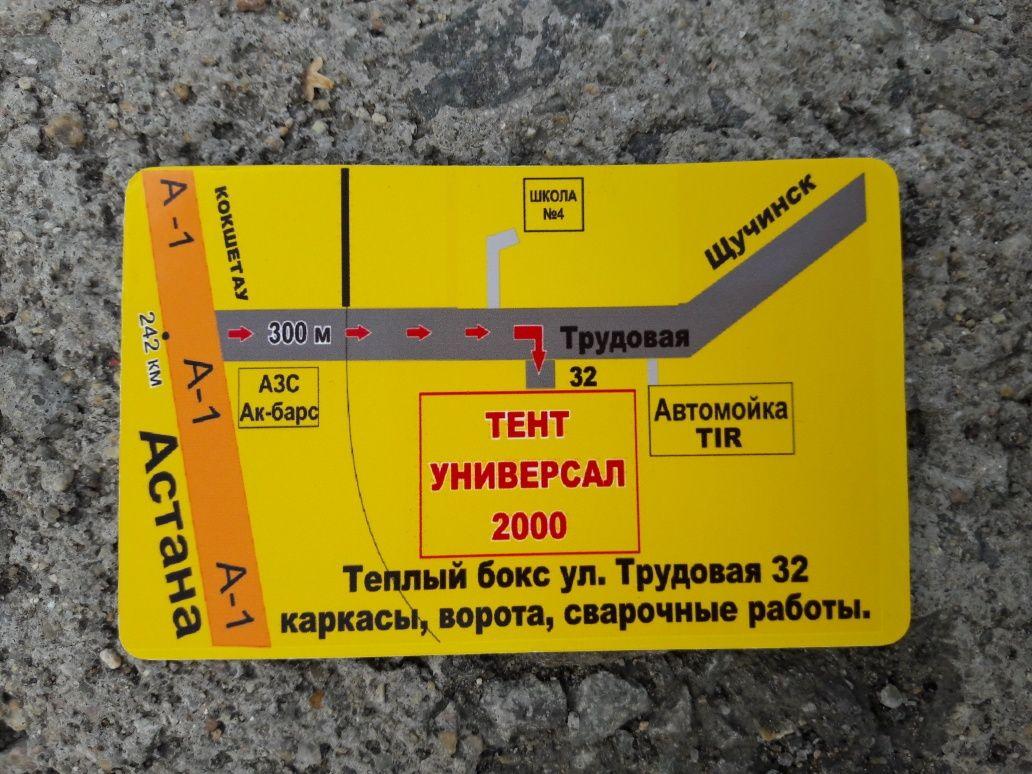 А-1
КОКШЕТАУ
ШКОЛА
№4
Щучинск
242 км
300 м
Трудовая
32
А-1
АЗС
Ак-барс
Автомойка
TIR
ТЕНТ
УНИВЕРСАЛ
2000
Астана
А-1
Теплый бокс ул. Трудовая 32
каркасы, ворота, сварочные работы.